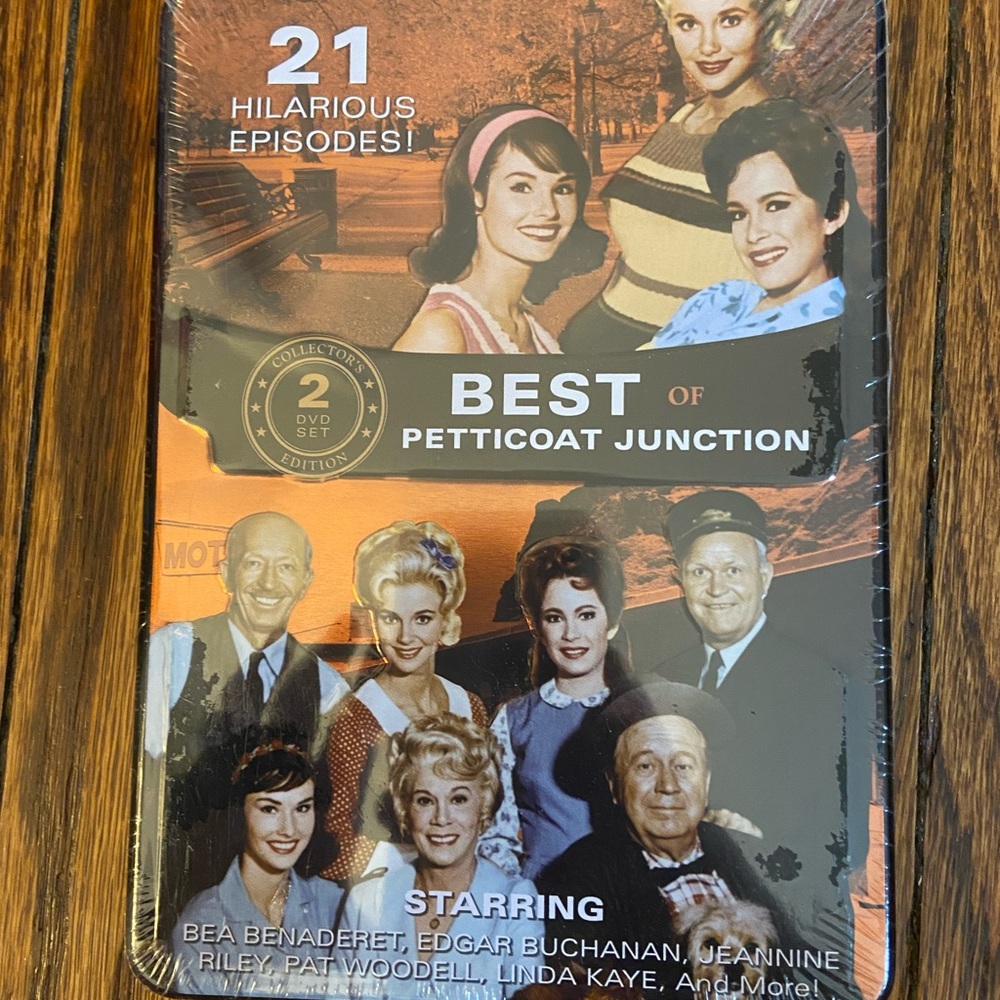 21
HILARIOUS
EPISODES!
COLLECTOR'S
2
DVD
SET
EDITION
BEST OF
PETTICOAT JUNCTION
MOT
STARRING
BEA BENADERET, EDGAR BUCHANAN, JEANNINE
RILEY, PAT WOODELL, LINDA KAYE, And More!